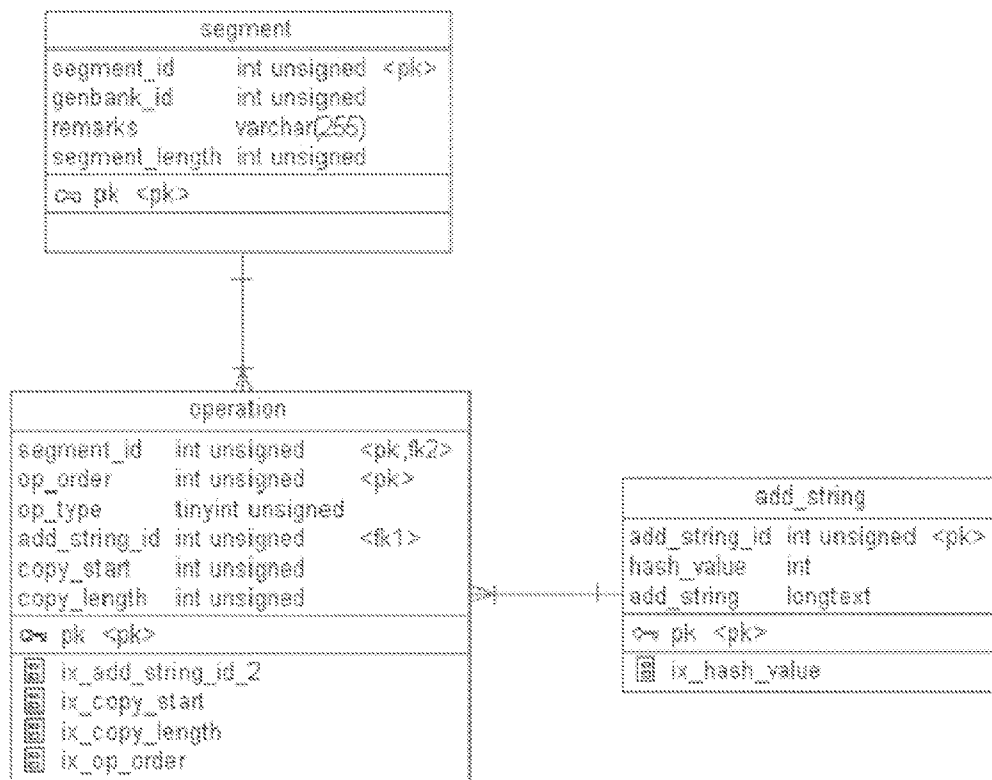 segment
segment_id int unsigned <pk>
genbank_id int unsigned
remarks varchar(255)
segment_length int unsigned
pk <pk>
operation
segment_id int unsigned <pk,fk2>
op_order int unsigned <pk>
op_type tinyint unsigned
add_string_id int unsigned <fk1>
copy_start int unsigned
copy_length int unsigned
pk <pk>
ix_add_string_id_2
ix_copy_start
ix_copy_length
ix_op_order
add_string
add_string_id int unsigned <pk>
hash_value int
add_string longtext
pk <pk>
ix_hash_value